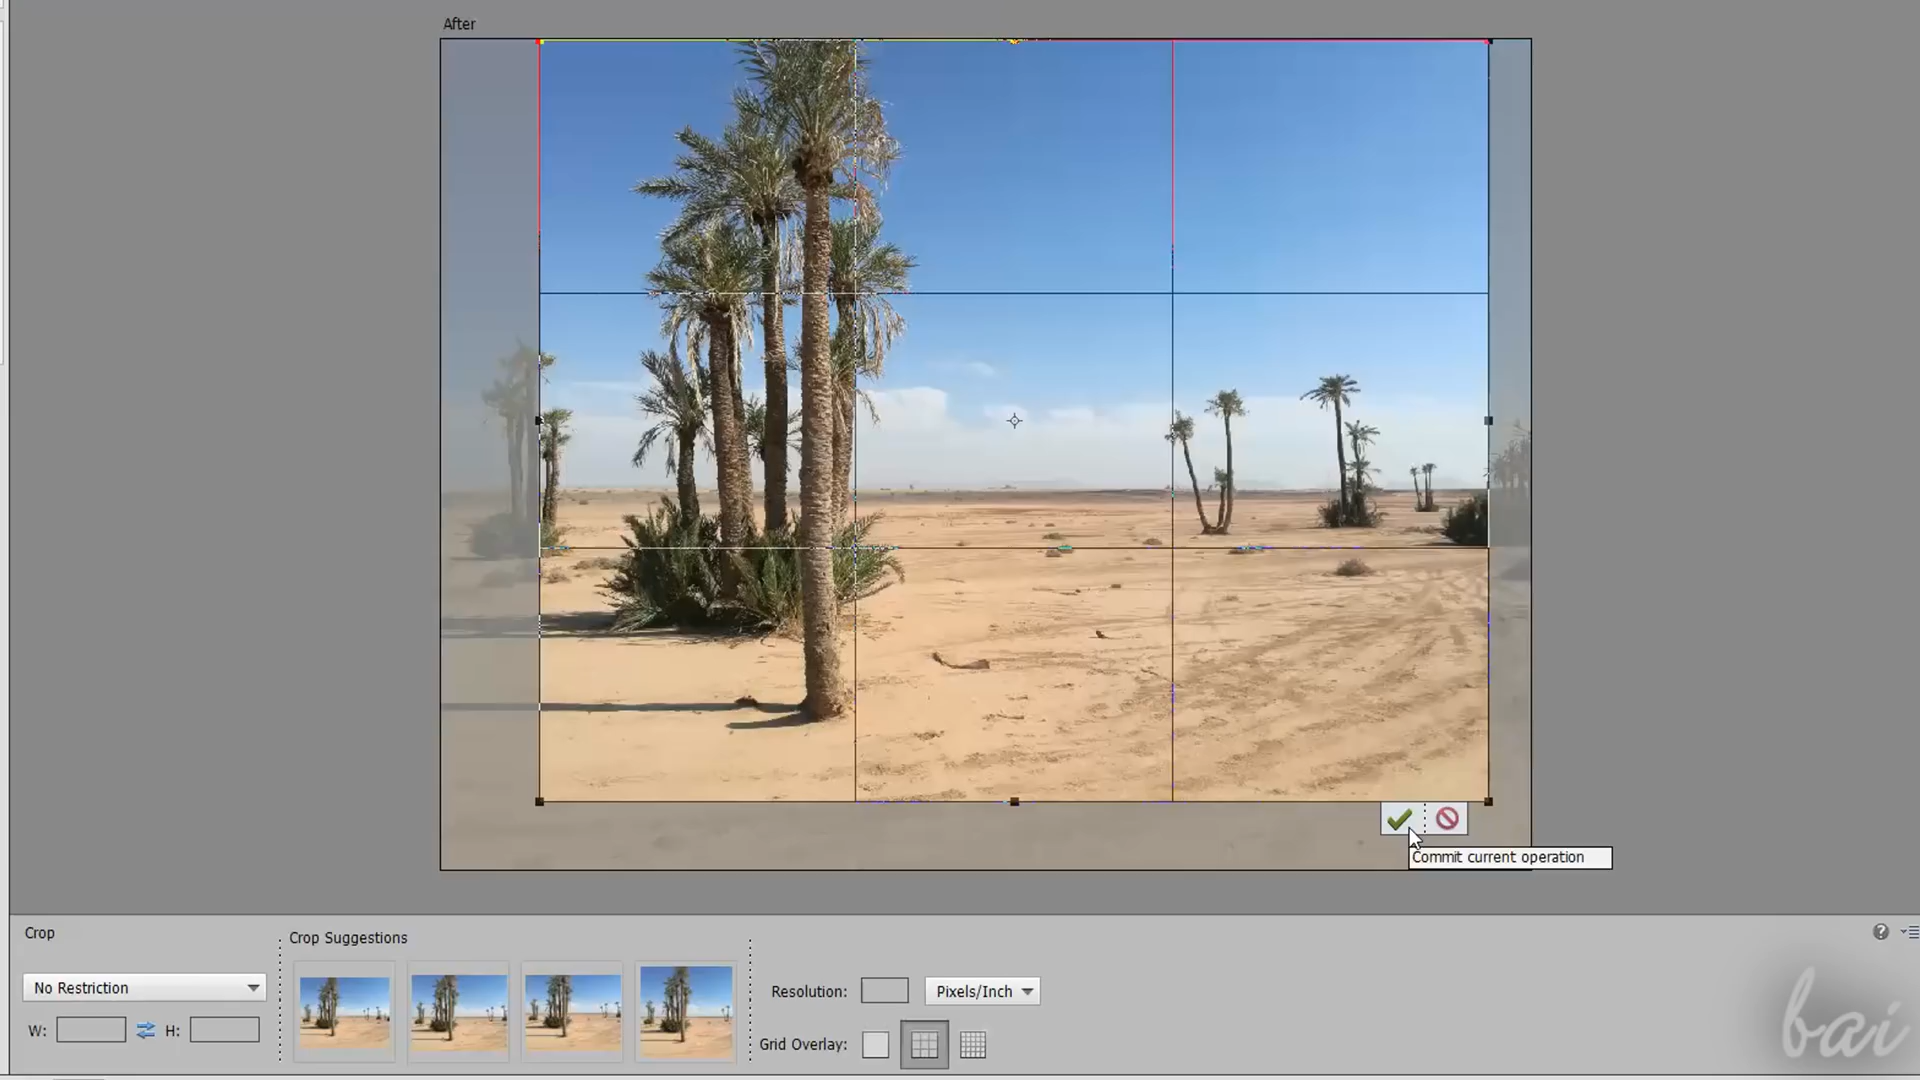 After
Commit current operation
Crop
Crop Suggestions
No Restriction
Resolution:
Pixels/Inch
W:
H:
Grid Overlay:
?
bai